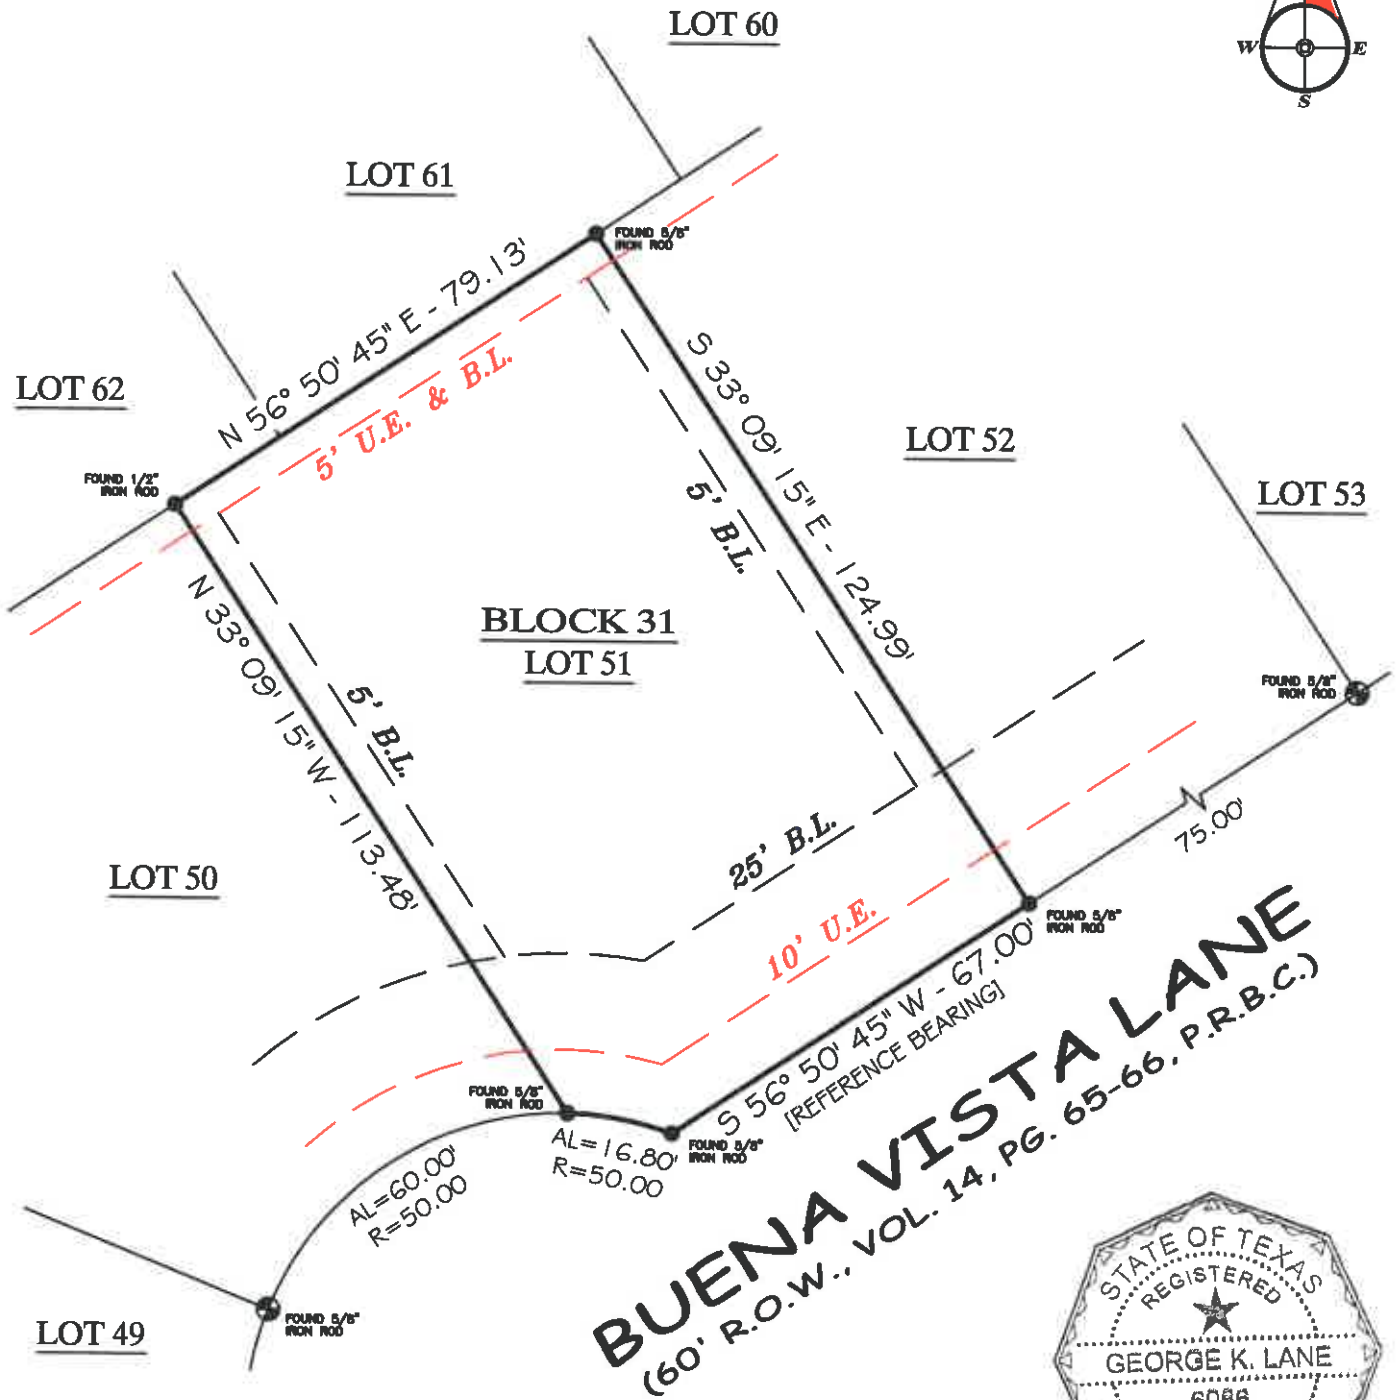 LOT 60
W E
S
LOT 61
FOUND 5/8"
IRON ROD
N 56° 50' 45" E - 79.13'
5' U.E. & B.L.
LOT 62
FOUND 1/2"
IRON ROD
S 33° 09' 15" E - 124.99'
5' B.L.
LOT 52
LOT 53
FOUND 5/8"
IRON ROD
BLOCK 31
LOT 51
N 33° 09' 15" W - 113.48'
5' B.L.
25' B.L.
10' U.E.
75.00'
LOT 50
FOUND 5/8"
IRON ROD
S 56° 50' 45" W - 67.00'
[REFERENCE BEARING]
FOUND 5/8"
IRON ROD
FOUND 5/8"
IRON ROD
AL=16.80'
R=50.00
AL=60.00'
R=50.00
BUENA VISTA LANE
(60' R.O.W., VOL. 14, PG. 65-66, P.R.B.C.)
FOUND 5/8"
IRON ROD
LOT 49
STATE OF TEXAS
REGISTERED
GEORGE K. LANE
6086